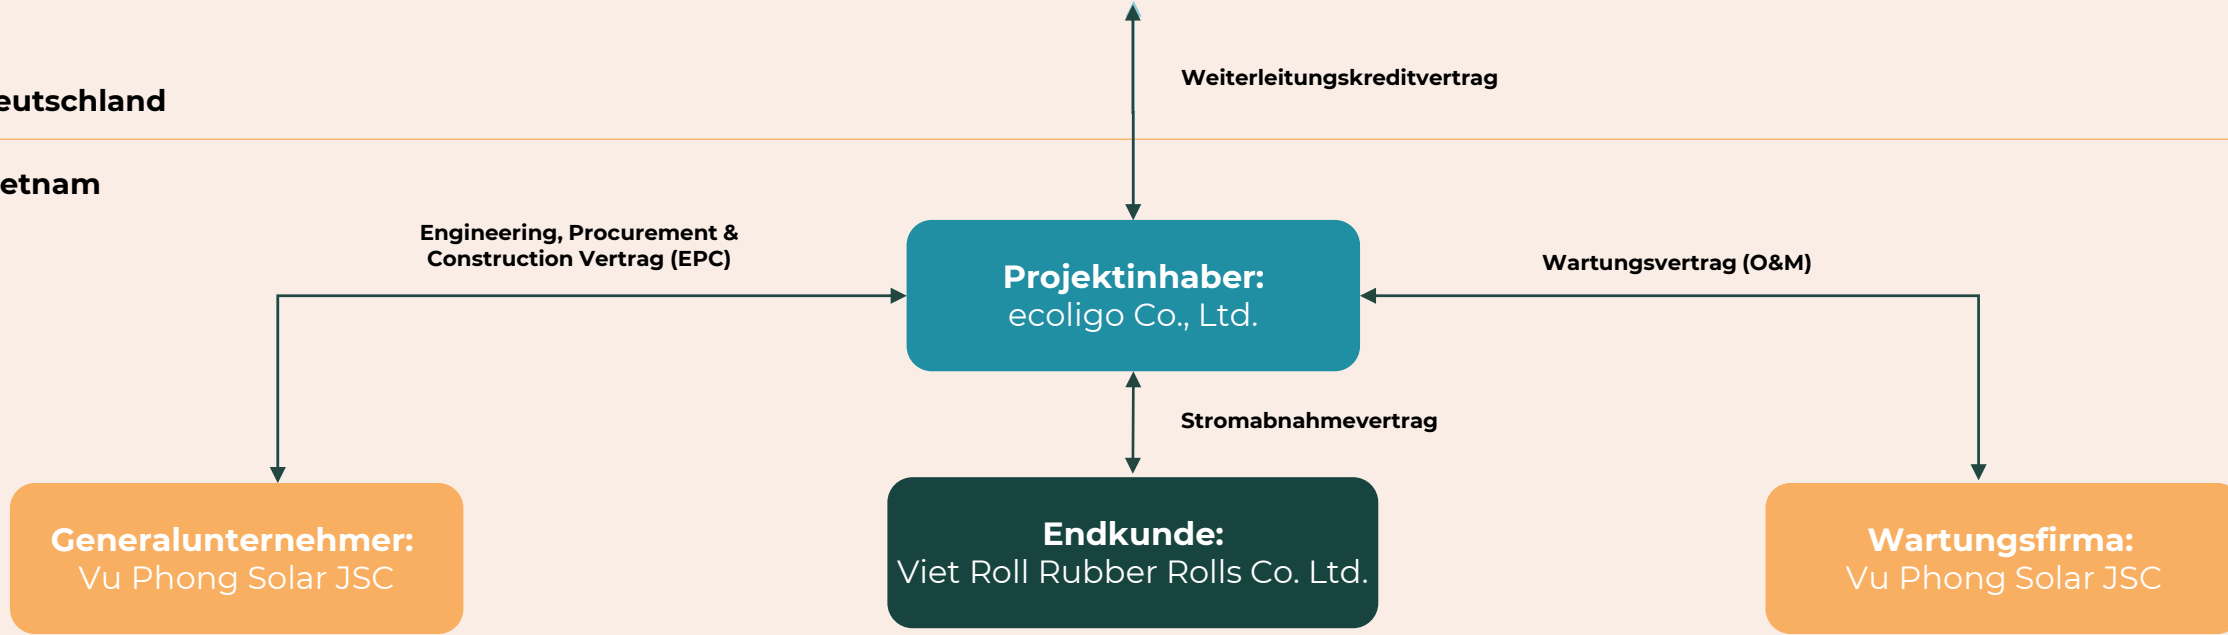 Weiterleitungskreditvertrag
eutschland
etnam
Engineering, Procurement &
Construction Vertrag (EPC)
Projektinhaber:
ecoligo Co., Ltd.
Wartungsvertrag (O&M)
Stromabnahmevertrag
Generalunternehmer:
Vu Phong Solar JSC
Endkunde:
Viet Roll Rubber Rolls Co. Ltd.
Wartungsfirma:
Vu Phong Solar JSC